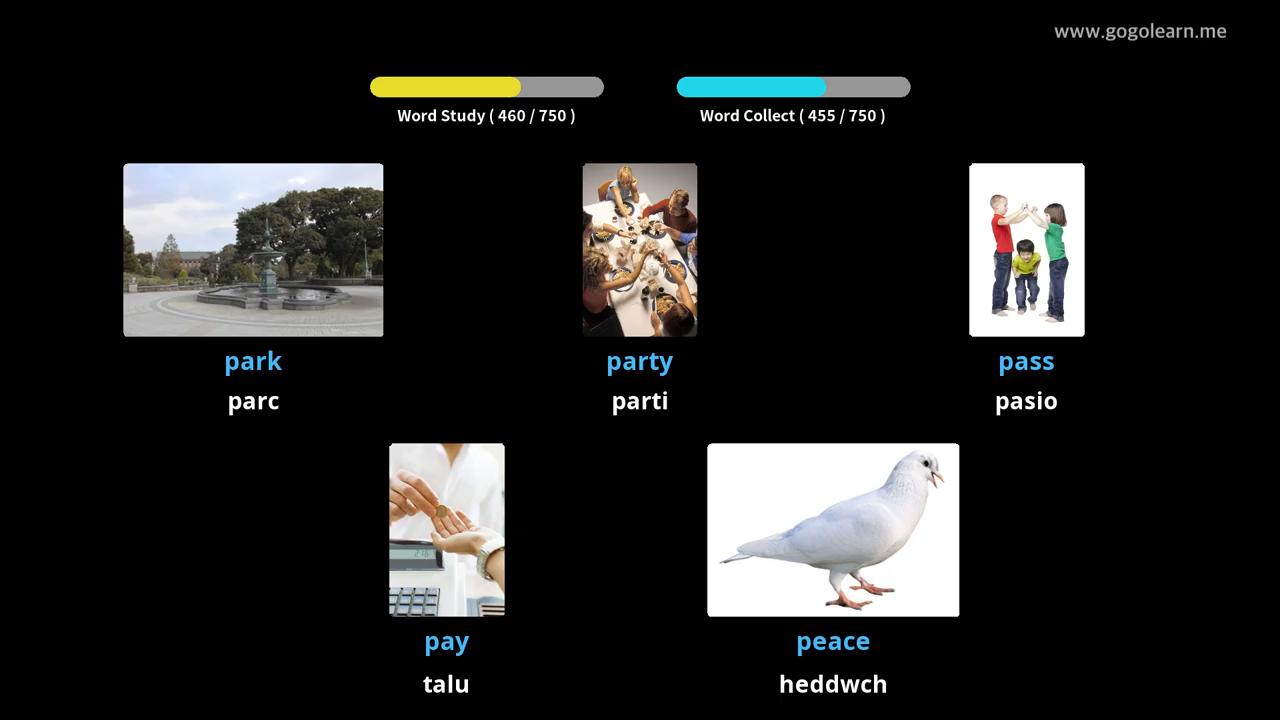 www.gogolearn.me
Word Study ( 460 / 750 )
Word Collect ( 455 / 750 )
park
party
pass
parc
parti
pasio
pay
peace
talu
heddwch